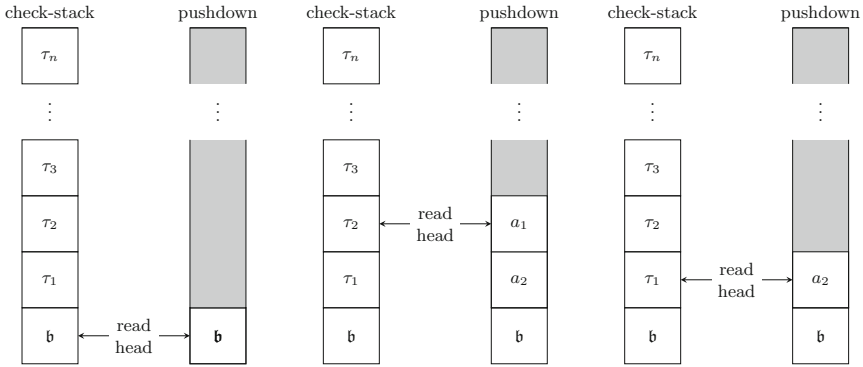 check-stack pushdown check-stack pushdown check-stack pushdown
τₙ τₙ τₙ
⋮ ⋮ ⋮ ⋮ ⋮ ⋮
τ₃ τ₃ τ₃
τ₂ τ₂ read head a₁ τ₂
τ₁ τ₁ a₂ τ₁ read head a₂
𝔟 read head 𝔟 𝔟 𝔟 𝔟 𝔟